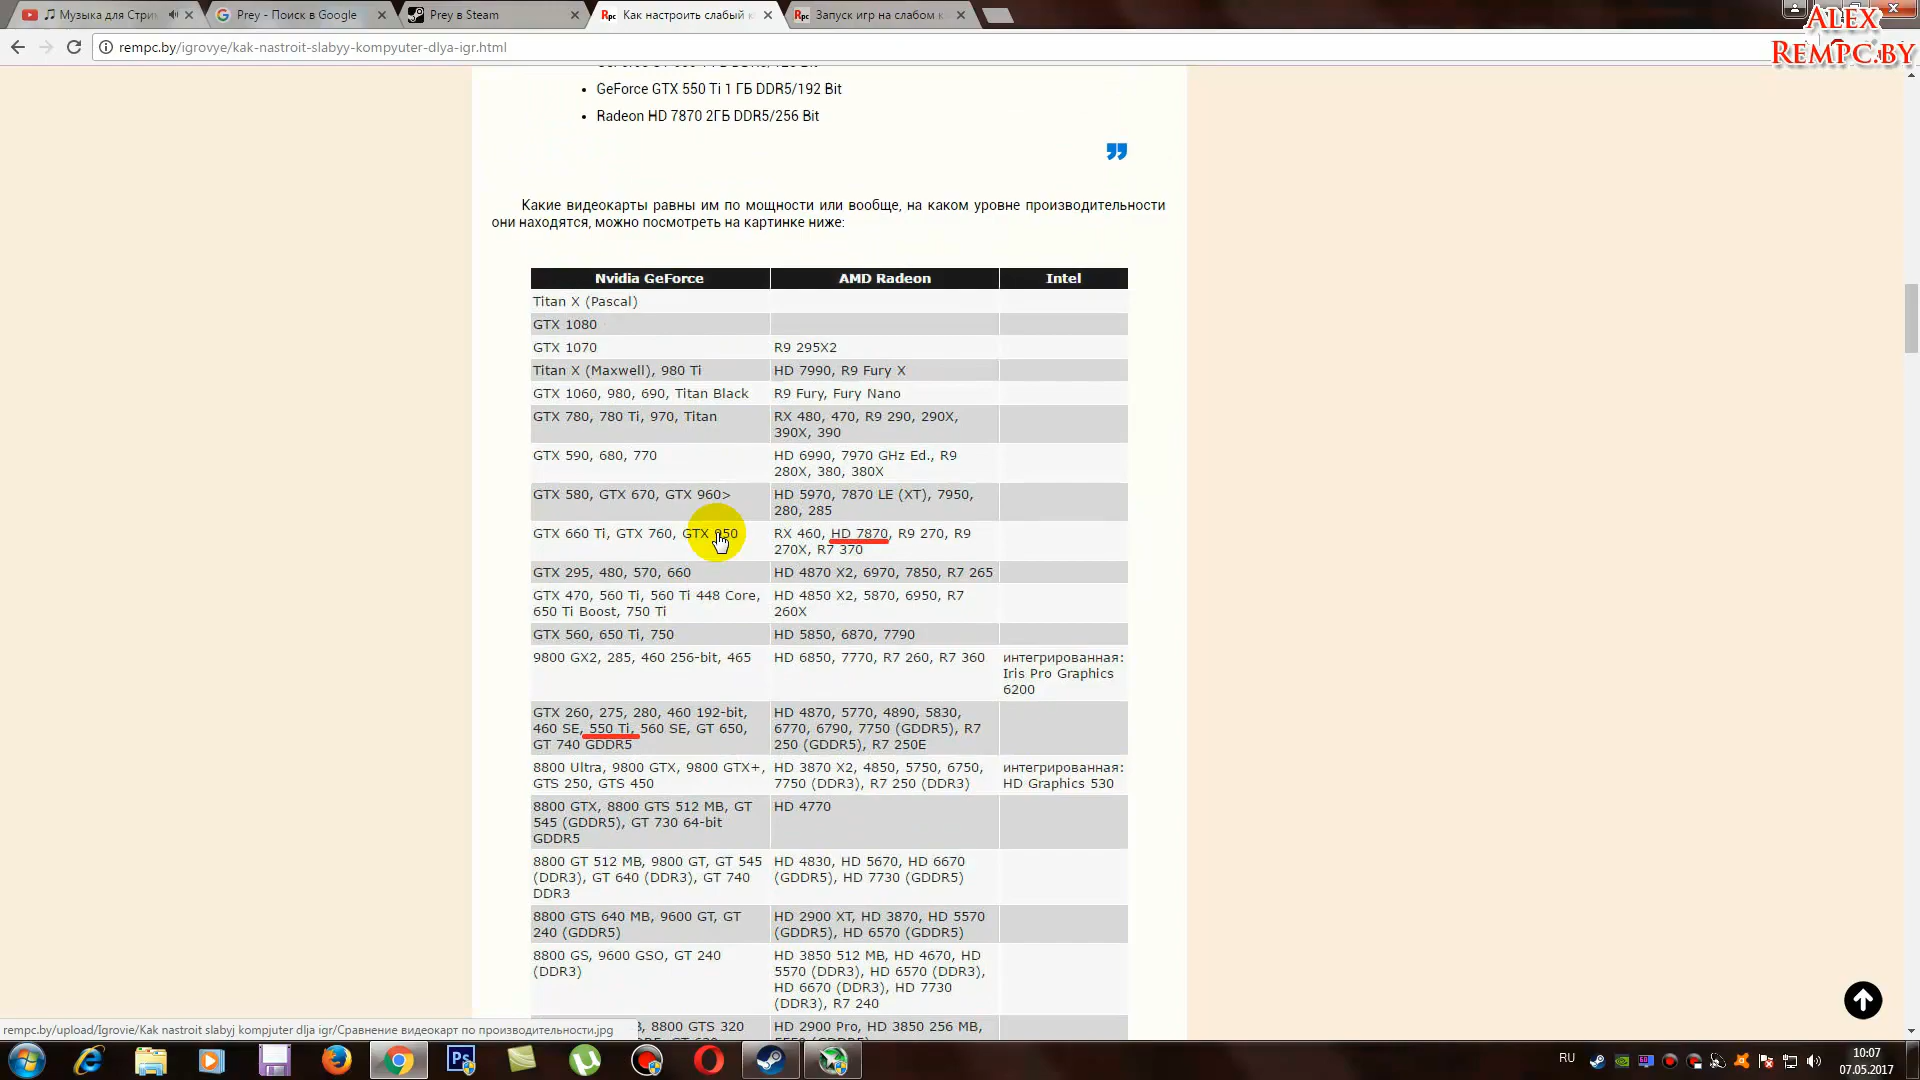 Музыка для Стри
Prey - Поиск в Google
Prey в Steam
Как настроить слабый к
Запуск игр на слабом к
ALEX
REMPC.BY
rempc.by/igrovye/kak-nastroit-slabyy-kompyuter-dlya-igr.html
GeForce GTX 550 Ti 1 ГБ DDR5/192 Bit
Radeon HD 7870 2ГБ DDR5/256 Bit
Какие видеокарты равны им по мощности или вообще, на каком уровне производительности
они находятся, можно посмотреть на картинке ниже:
Nvidia GeForce AMD Radeon Intel
Titan X (Pascal)
GTX 1080
GTX 1070 R9 295X2
Titan X (Maxwell), 980 Ti HD 7990, R9 Fury X
GTX 1060, 980, 690, Titan Black R9 Fury, Fury Nano
GTX 780, 780 Ti, 970, Titan RX 480, 470, R9 290, 290X,
390X, 390
GTX 590, 680, 770 HD 6990, 7970 GHz Ed., R9
280X, 380, 380X
GTX 580, GTX 670, GTX 960> HD 5970, 7870 LE (XT), 7950,
280, 285
GTX 660 Ti, GTX 760, GTX 950 RX 460, HD 7870, R9 270, R9
270X, R7 370
GTX 295, 480, 570, 660 HD 4870 X2, 6970, 7850, R7 265
GTX 470, 560 Ti, 560 Ti 448 Core, HD 4850 X2, 5870, 6950, R7
650 Ti Boost, 750 Ti 260X
GTX 560, 650 Ti, 750 HD 5850, 6870, 7790
9800 GX2, 285, 460 256-bit, 465 HD 6850, 7770, R7 260, R7 360 интегрированная:
Iris Pro Graphics
6200
GTX 260, 275, 280, 460 192-bit, HD 4870, 5770, 4890, 5830,
460 SE, 550 Ti, 560 SE, GT 650, 6770, 6790, 7750 (GDDR5), R7
GT 740 GDDR5 250 (GDDR5), R7 250E
8800 Ultra, 9800 GTX, 9800 GTX+, HD 3870 X2, 4850, 5750, 6750, интегрированная:
GTS 250, GTS 450 7750 (DDR3), R7 250 (DDR3) HD Graphics 530
8800 GTX, 8800 GTS 512 MB, GT HD 4770
545 (GDDR5), GT 730 64-bit
GDDR5
8800 GT 512 MB, 9800 GT, GT 545 HD 4830, HD 5670, HD 6670
(DDR3), GT 640 (DDR3), GT 740 (GDDR5), HD 7730 (GDDR5)
DDR3
8800 GTS 640 MB, 9600 GT, GT HD 2900 XT, HD 3870, HD 5570
240 (GDDR5) (GDDR5), HD 6570 (GDDR5)
8800 GS, 9600 GSO, GT 240 HD 3850 512 MB, HD 4670, HD
(DDR3) 5570 (DDR3), HD 6570 (DDR3),
HD 6670 (DDR3), HD 7730
(DDR3), R7 240
8800 GTS 320 HD 2900 Pro, HD 3850 256 MB,
rempc.by/upload/Igrovie/Kak nastroit slabyj kompjuter dlja igr/Сравнение видеокарт по производительности.jpg
RU
10:07
07.05.2017